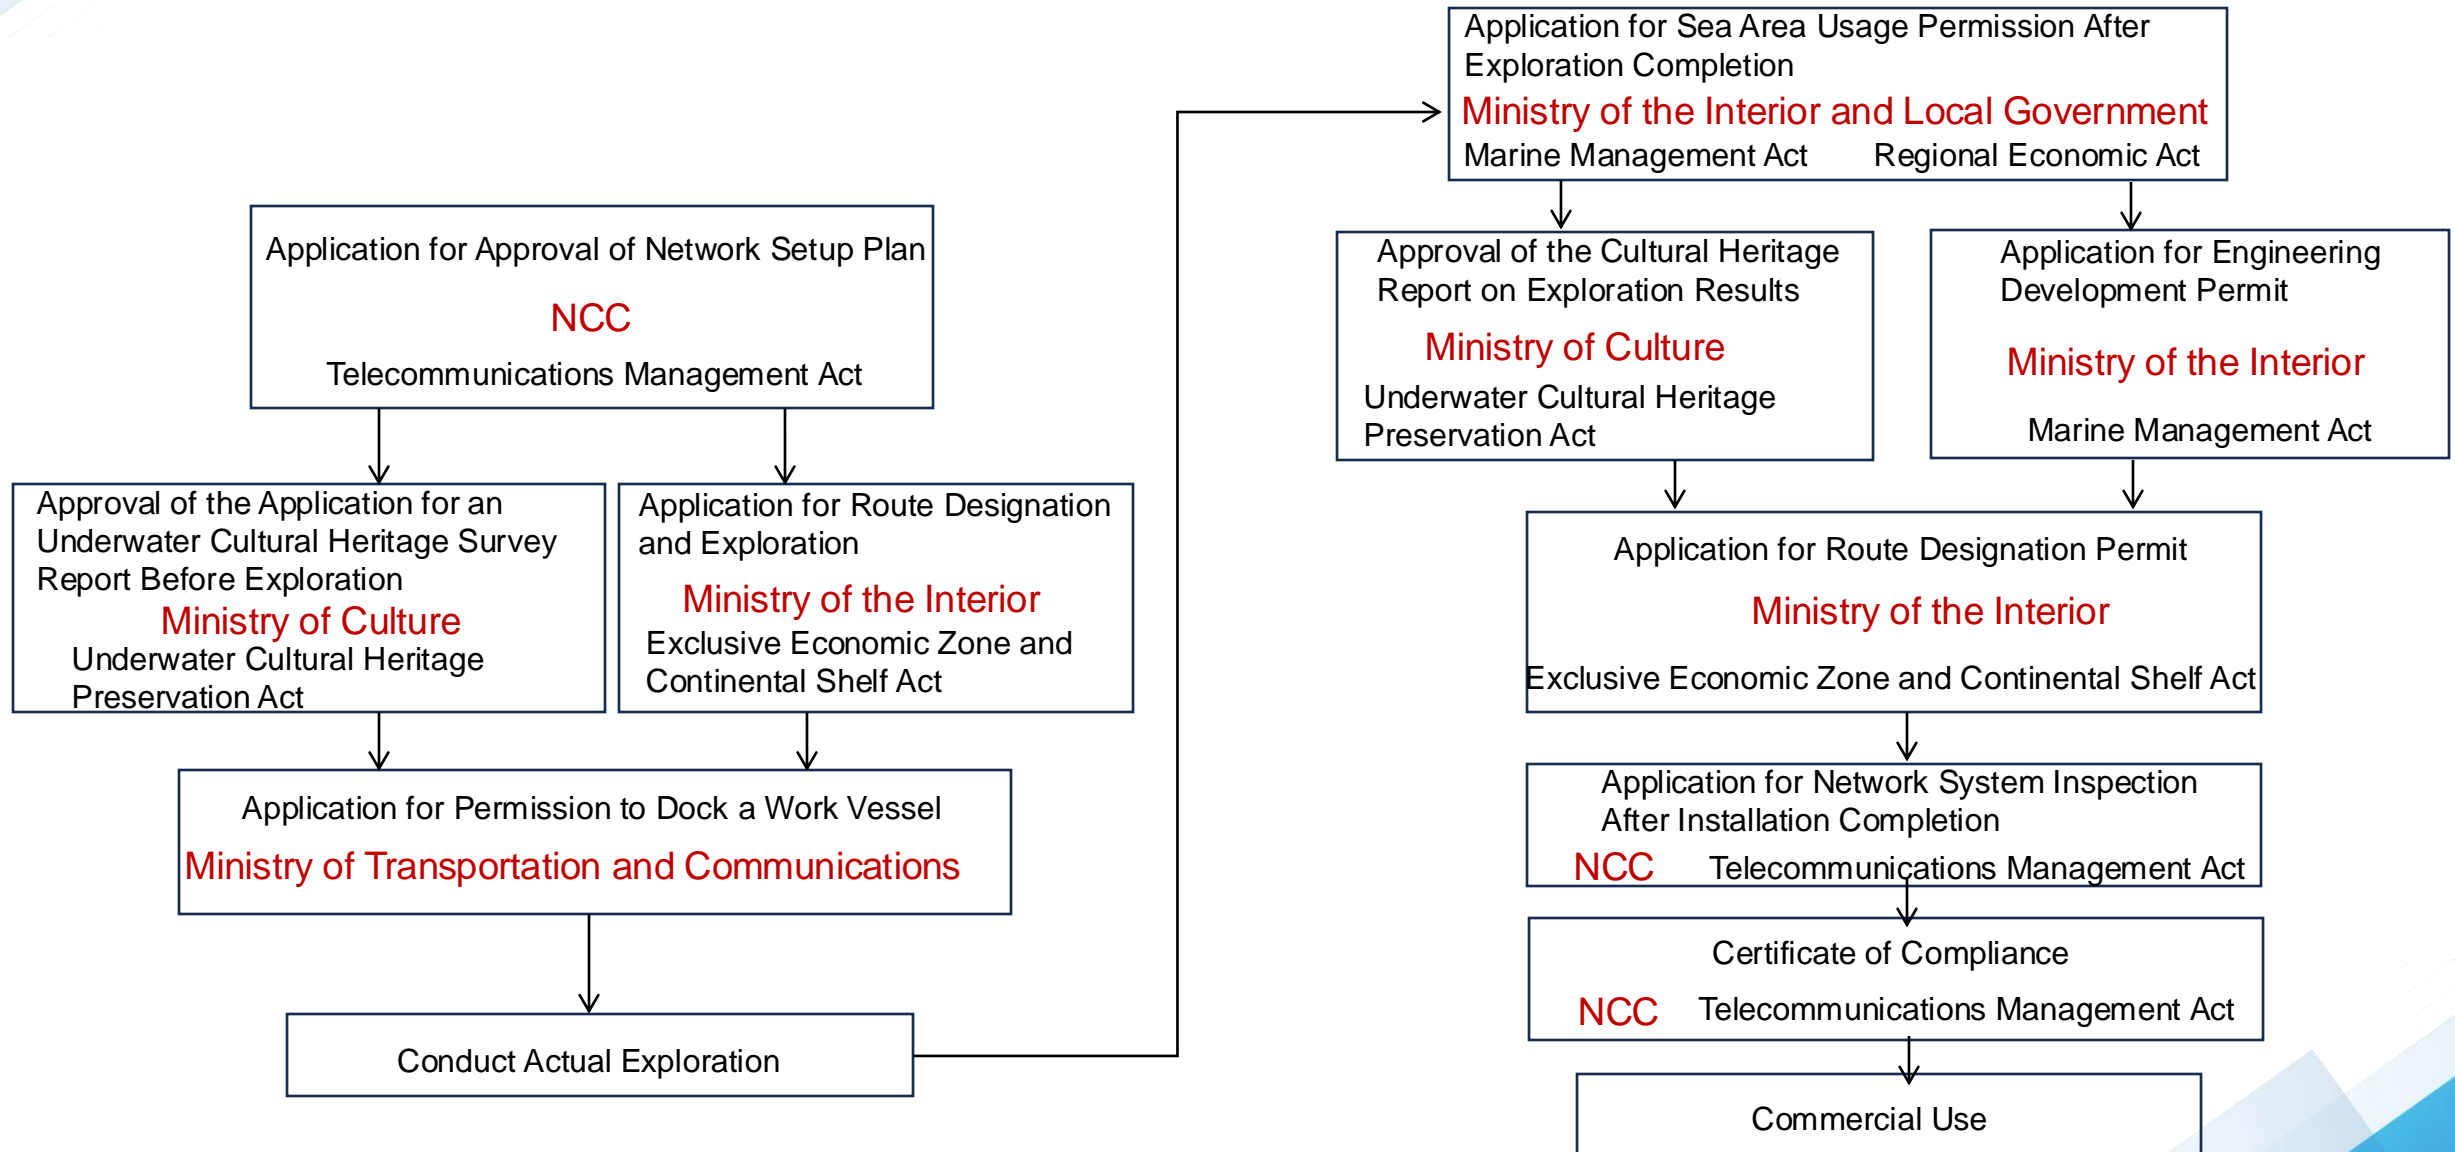 Application for Approval of Network Setup Plan
NCC
Telecommunications Management Act
Approval of the Application for an
Underwater Cultural Heritage Survey
Report Before Exploration
Ministry of Culture
Underwater Cultural Heritage
Preservation Act
Application for Route Designation
and Exploration
Ministry of the Interior
Exclusive Economic Zone and
Continental Shelf Act
Application for Permission to Dock a Work Vessel
Ministry of Transportation and Communications
Conduct Actual Exploration
Application for Sea Area Usage Permission After
Exploration Completion
Ministry of the Interior and Local Government
Marine Management Act Regional Economic Act
Approval of the Cultural Heritage
Report on Exploration Results
Ministry of Culture
Underwater Cultural Heritage
Preservation Act
Application for Engineering
Development Permit
Ministry of the Interior
Marine Management Act
Application for Route Designation Permit
Ministry of the Interior
Exclusive Economic Zone and Continental Shelf Act
Application for Network System Inspection
After Installation Completion
NCC Telecommunications Management Act
Certificate of Compliance
NCC Telecommunications Management Act
Commercial Use